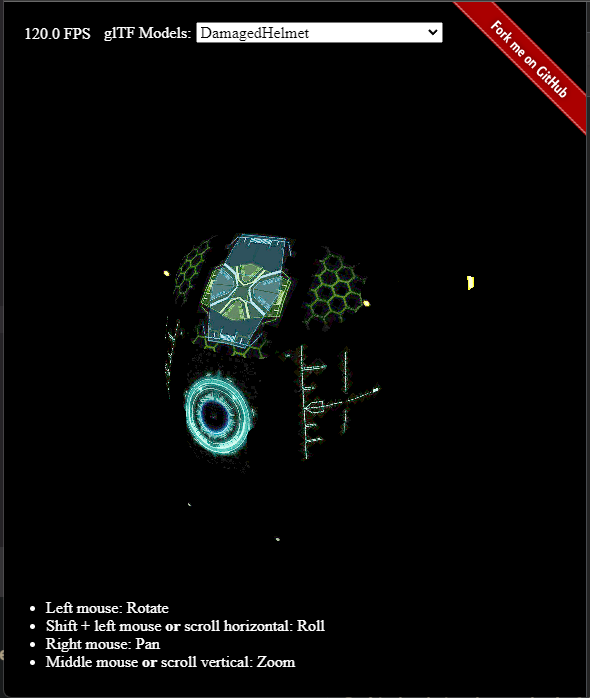 120.0 FPS glTF Models: DamagedHelmet
Fork me on GitHub
Left mouse: Rotate
Shift + left mouse or scroll horizontal: Roll
Right mouse: Pan
Middle mouse or scroll vertical: Zoom